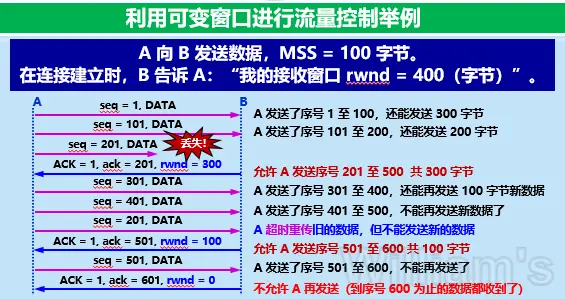 利用可变窗口进行流量控制举例
A 向 B 发送数据，MSS = 100 字节。
在连接建立时，B 告诉 A：“我的接收窗口 rwnd = 400（字节）”。
A
B
seq = 1, DATA
A 发送了序号 1 至 100，还能发送 300 字节
seq = 101, DATA
A 发送了序号 101 至 200，还能发送 200 字节
seq = 201, DATA
丢失！
ACK = 1, ack = 201, rwnd = 300
允许 A 发送序号 201 至 500 共 300 字节
seq = 301, DATA
A 发送了序号 301 至 400，还能再发送 100 字节新数据
seq = 401, DATA
A 发送了序号 401 至 500，不能再发送新数据了
seq = 201, DATA
A 超时重传旧的数据，但不能发送新的数据
ACK = 1, ack = 501, rwnd = 100
允许 A 发送序号 501 至 600 共 100 字节
seq = 501, DATA
A 发送了序号 501 至 600，不能再发送了
ACK = 1, ack = 601, rwnd = 0
不允许 A 再发送（到序号 600 为止的数据都收到了）